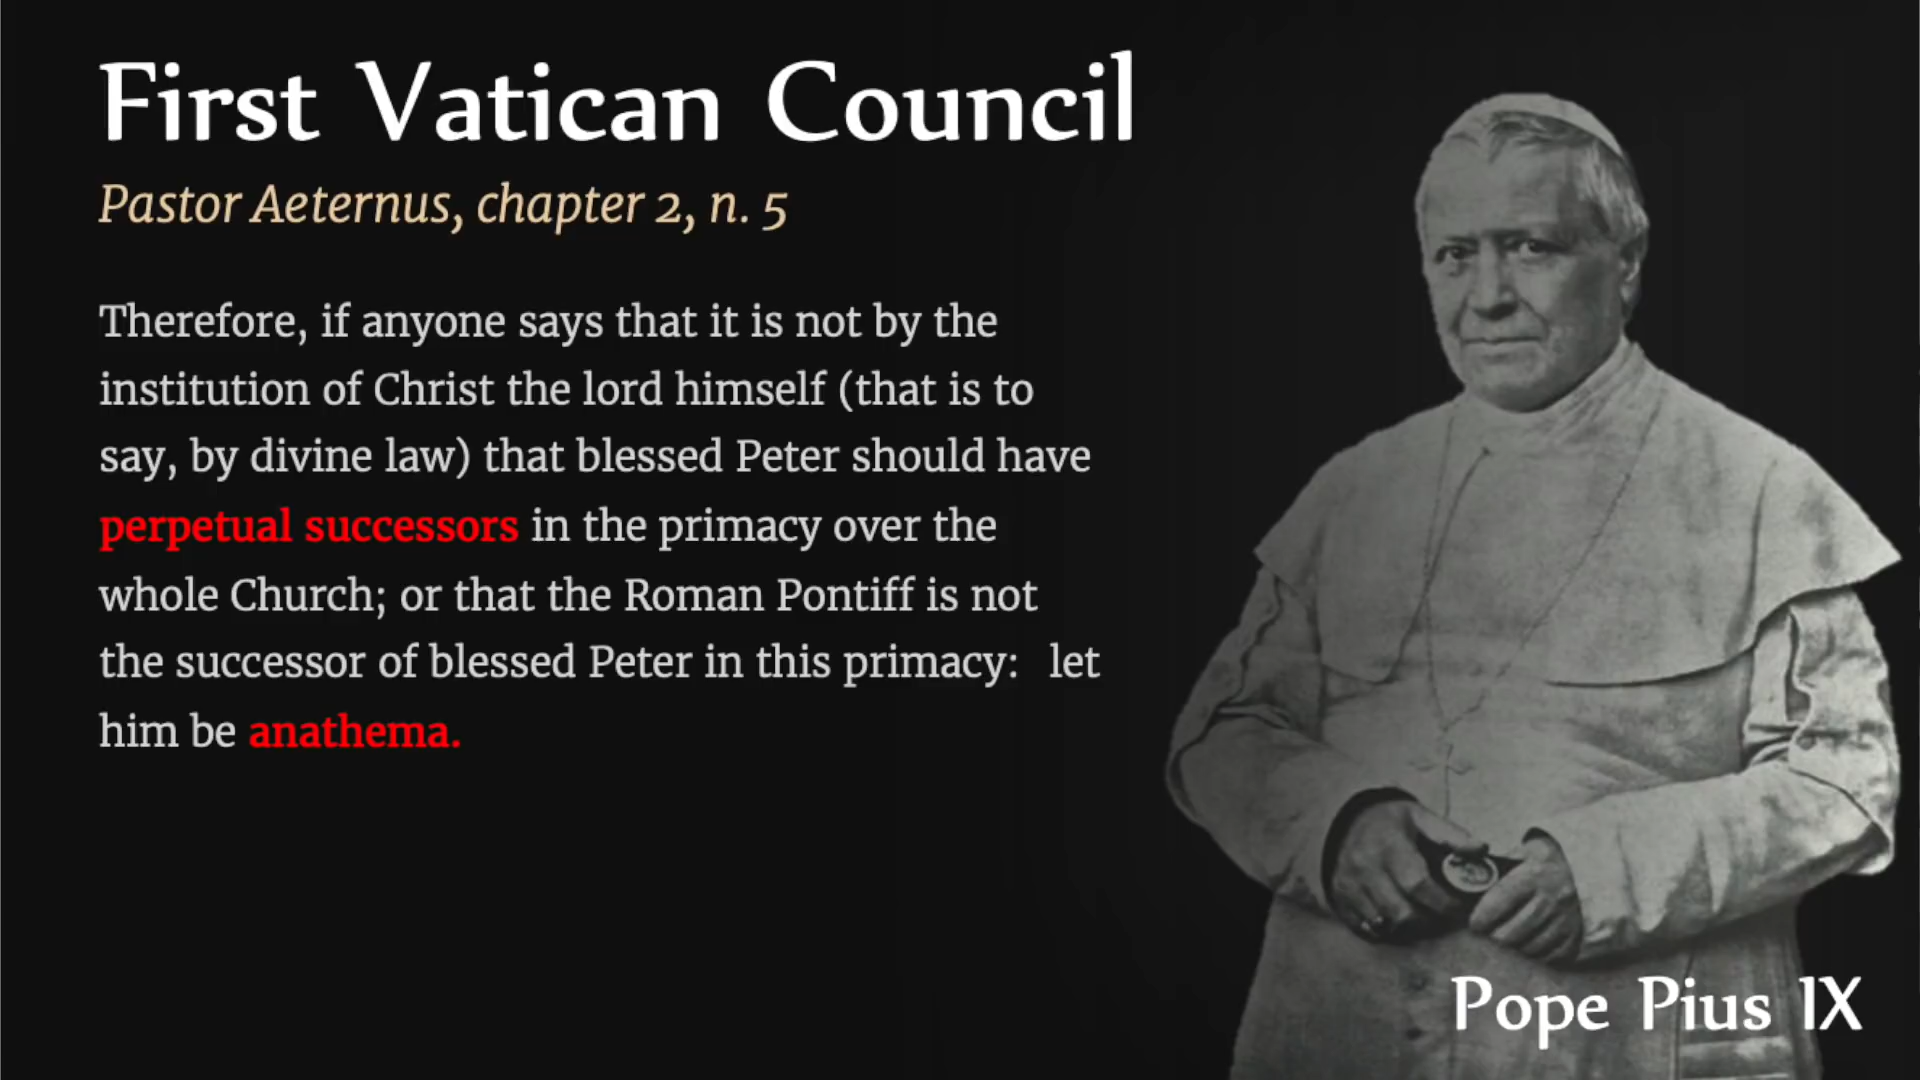 First Vatican Council
Pastor Aeternus, chapter 2, n. 5
Therefore, if anyone says that it is not by the
institution of Christ the lord himself (that is to
say, by divine law) that blessed Peter should have
perpetual successors in the primacy over the
whole Church; or that the Roman Pontiff is not
the successor of blessed Peter in this primacy: let
him be anathema.
Pope Pius IX